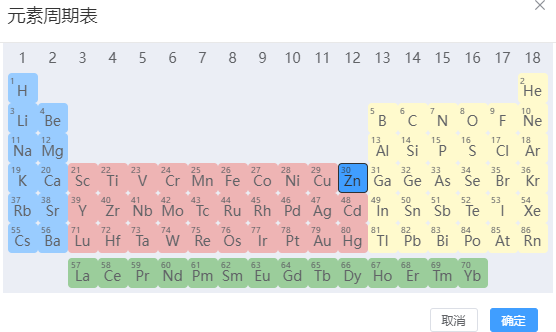 元素周期表
1 2 3 4 5 6 7 8 9 10 11 12 13 14 15 16 17 18
1 H 2 He
3 Li 4 Be 5 B 6 C 7 N 8 O 9 F 10 Ne
11 Na 12 Mg 13 Al 14 Si 15 P 16 S 17 Cl 18 Ar
19 K 20 Ca 21 Sc 22 Ti 23 V 24 Cr 25 Mn 26 Fe 27 Co 28 Ni 29 Cu 30 Zn 31 Ga 32 Ge 33 As 34 Se 35 Br 36 Kr
37 Rb 38 Sr 39 Y 40 Zr 41 Nb 42 Mo 43 Tc 44 Ru 45 Rh 46 Pd 47 Ag 48 Cd 49 In 50 Sn 51 Sb 52 Te 53 I 54 Xe
55 Cs 56 Ba 71 Lu 72 Hf 73 Ta 74 W 75 Re 76 Os 77 Ir 78 Pt 79 Au 80 Hg 81 Tl 82 Pb 83 Bi 84 Po 85 At 86 Rn
57 La 58 Ce 59 Pr 60 Nd 61 Pm 62 Sm 63 Eu 64 Gd 65 Tb 66 Dy 67 Ho 68 Er 69 Tm 70 Yb
取消 确定